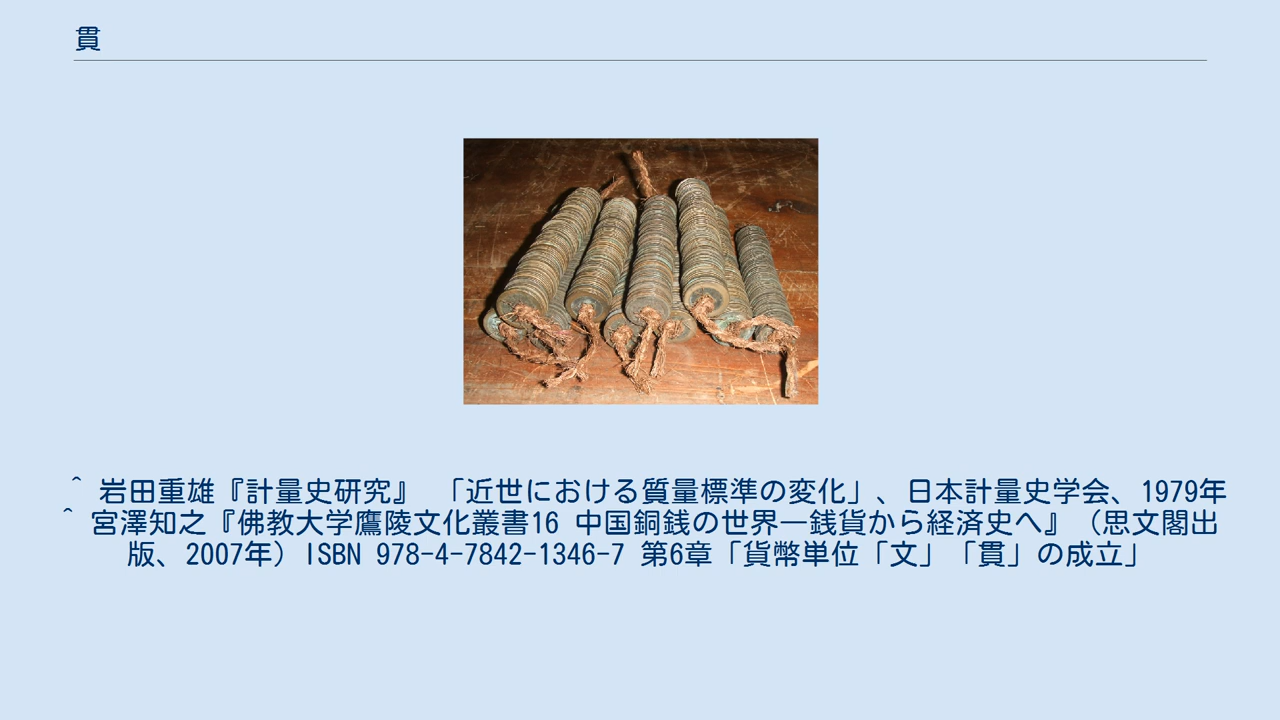 貫
^ 岩田重雄『計量史研究』 「近世における質量標準の変化」、日本計量史学会、1979年
^ 宮澤知之『佛教大学鷹陵文化叢書16 中国銅銭の世界―銭貨から経済史へ』（思文閣出
版、2007年）ISBN 978-4-7842-1346-7 第6章「貨幣単位「文」「貫」の成立」